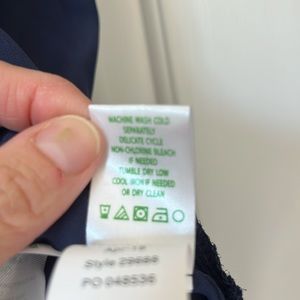 MACHINE WASH COLD
SEPARATELY
DELICATE CYCLE
NON-CHLORINE BLEACH
IF NEEDED
TUMBLE DRY LOW
COOL IRON IF NEEDED
OR DRY CLEAN
Style 29688
PO 048536